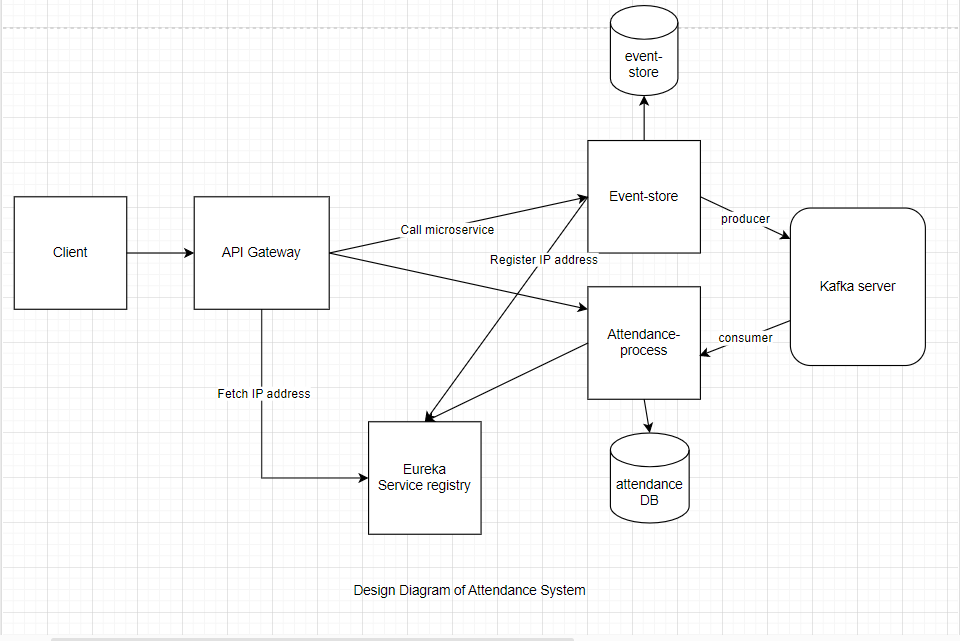 event-
store
Event-store
producer
Client
API Gateway
Call microservice
Register IP address
Kafka server
Attendance-
process
consumer
Fetch IP address
Eureka
Service registry
attendance
DB
Design Diagram of Attendance System